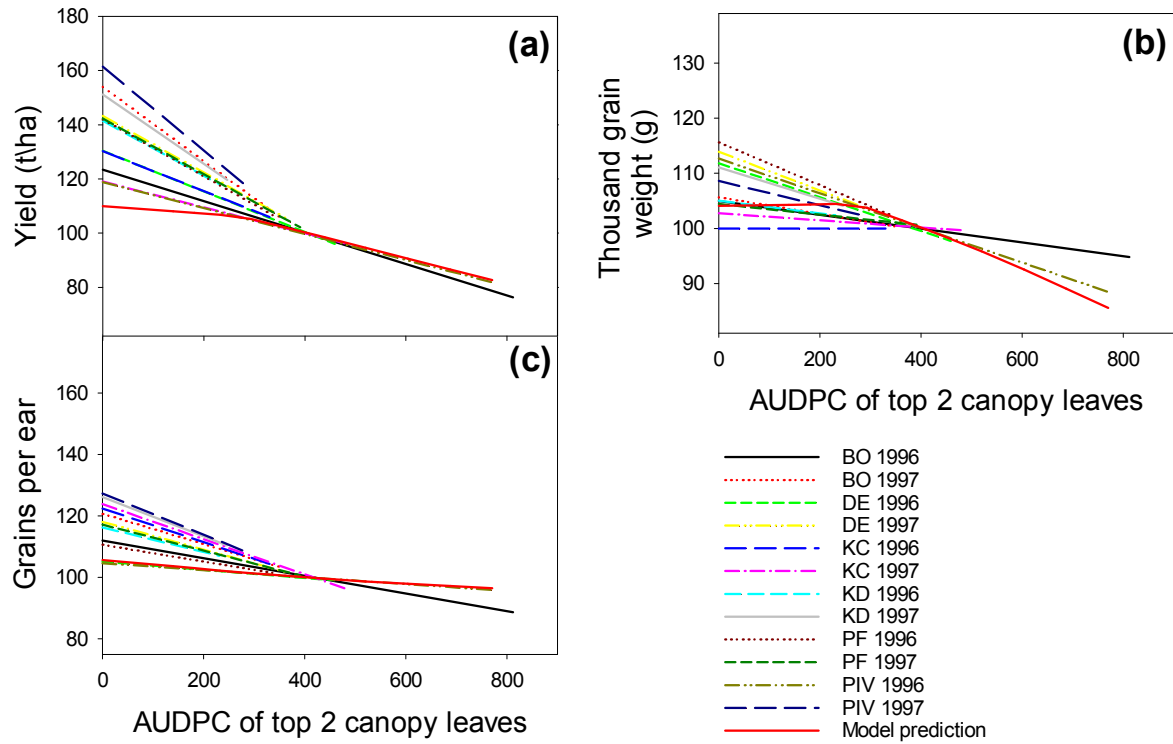 (a)
Yield (t\ha)
180
160
140
120
100
80
(b)
Thousand grain
weight (g)
130
120
110
100
90
0 200 400 600 800
AUDPC of top 2 canopy leaves
(c)
Grains per ear
160
140
120
100
80
0 200 400 600 800
AUDPC of top 2 canopy leaves
BO 1996
BO 1997
DE 1996
DE 1997
KC 1996
KC 1997
KD 1996
KD 1997
PF 1996
PF 1997
PIV 1996
PIV 1997
Model prediction